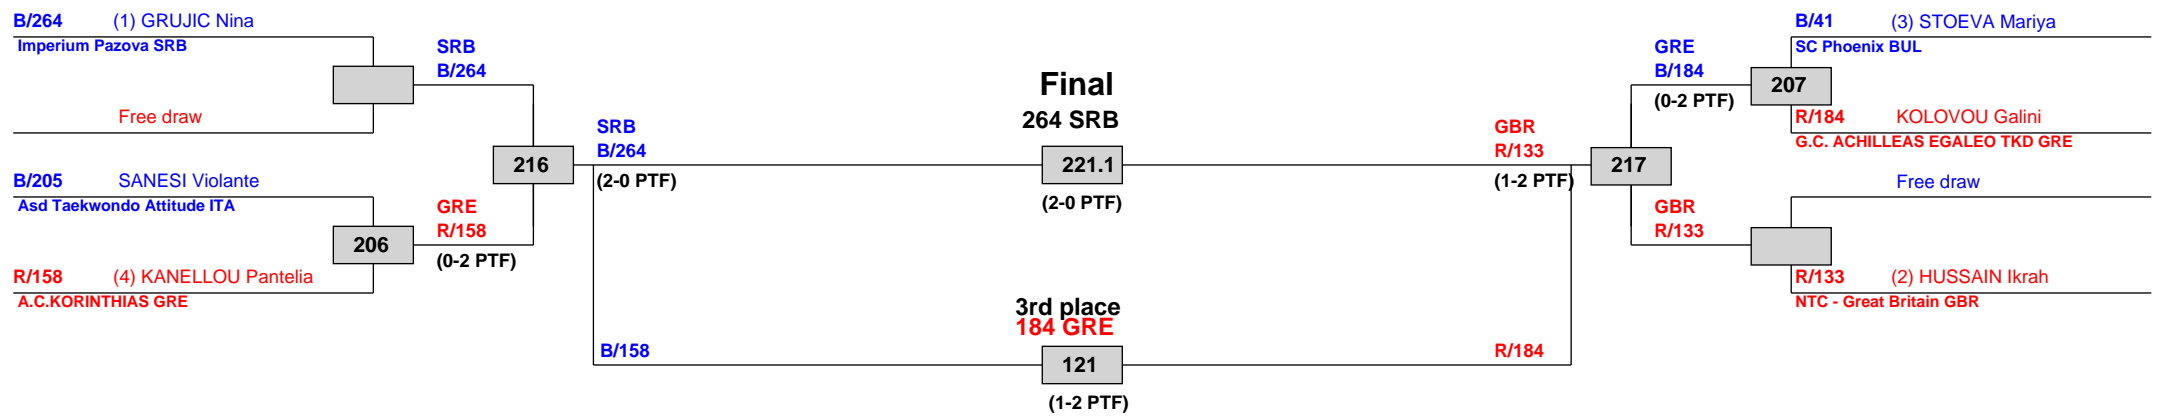 B/264 (1) GRUJIC Nina
Imperium Pazova SRB
Free draw
B/205 SANESI Violante
Asd Taekwondo Attitude ITA
206
R/158 (4) KANELLOU Pantelia
A.C.KORINTHIAS GRE
SRB
B/264
216
GRE
R/158
(0-2 PTF)
SRB
B/264
(2-0 PTF)
Final
264 SRB
221.1
(2-0 PTF)
3rd place
184 GRE
B/158
121
R/184
(1-2 PTF)
GBR
R/133
(1-2 PTF)
217
GRE
B/184
(0-2 PTF)
GBR
R/133
B/41 (3) STOEVA Mariya
SC Phoenix BUL
207
R/184 KOLOVOU Galini
G.C. ACHILLEAS EGALEO TKD GRE
Free draw
R/133 (2) HUSSAIN Ikrah
NTC - Great Britain GBR